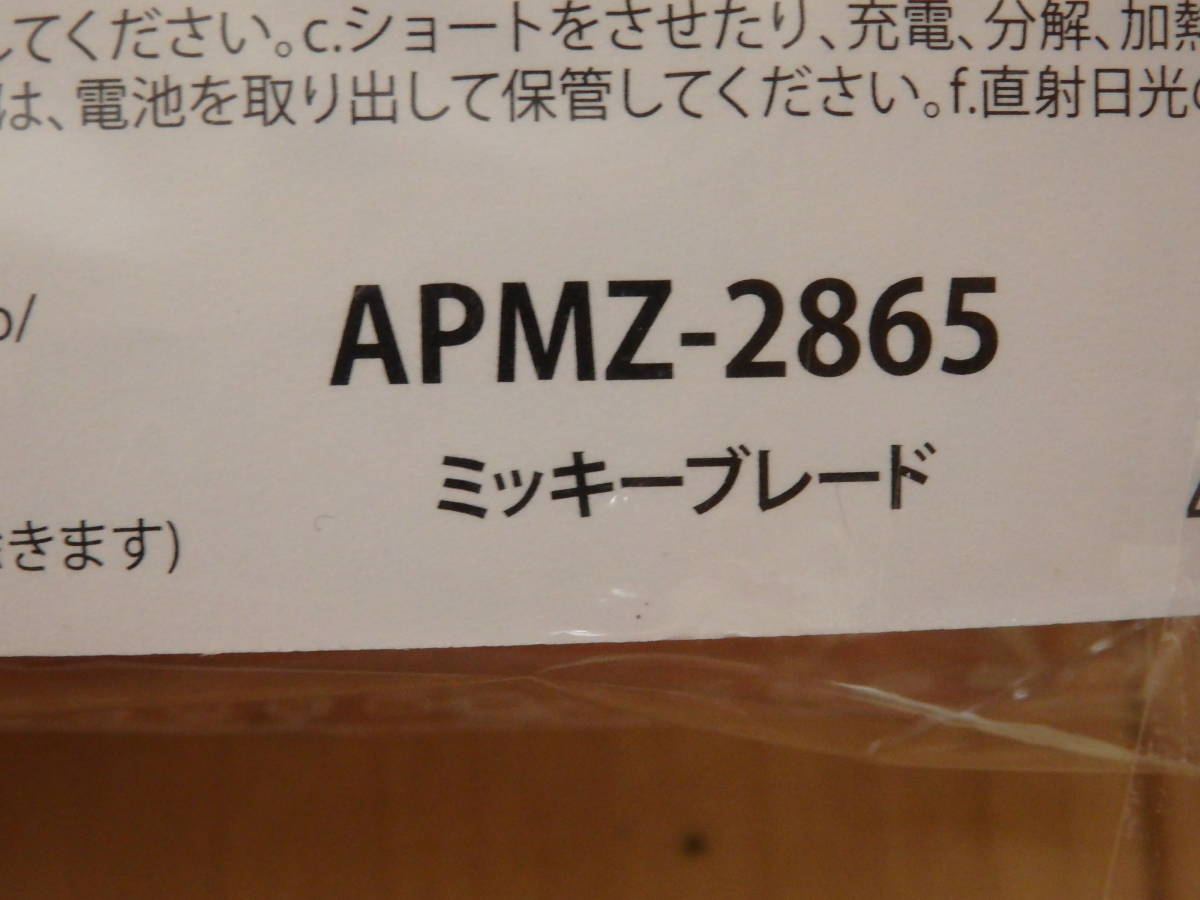 してください。c.ショートをさせたり、充電、分解、加熱
は、電池を取り出して保管してください。f.直射日光の
o/
APMZ-2865
ミッキーブレード
きます)